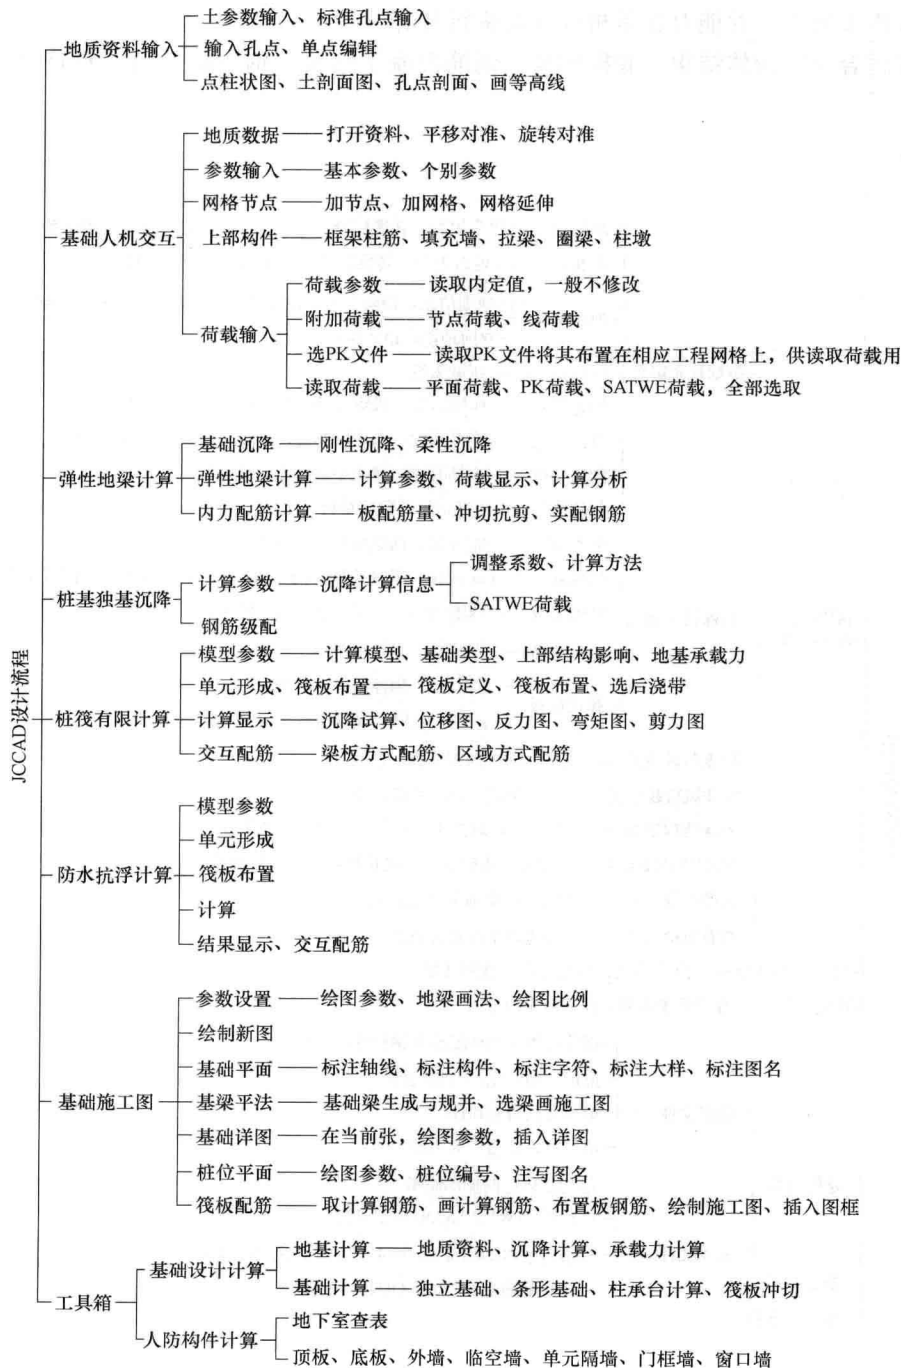 土参数输入、标准孔点输入
地质资料输入 输入孔点、单点编辑
点柱状图、土剖面图、孔点剖面、画等高线
地质数据 打开资料、平移对准、旋转对准
参数输入 基本参数、个别参数
网格节点 加节点、加网格、网格延伸
基础人机交互 上部构件 框架柱筋、填充墙、拉梁、圈梁、柱墩
荷载参数 读取内定值，一般不修改
附加荷载 节点荷载、线荷载
荷载输入
选PK文件 读取PK文件将其布置在相应工程网格上，供读取荷载用
读取荷载 平面荷载、PK荷载、SATWE荷载，全部选取
基础沉降 刚性沉降、柔性沉降
弹性地梁计算 弹性地梁计算 计算参数、荷载显示、计算分析
内力配筋计算 板配筋量、冲切抗剪、实配钢筋
调整系数、计算方法
桩基独基沉降 计算参数 沉降计算信息
SATWE荷载
钢筋级配
模型参数 计算模型、基础类型、上部结构影响、地基承载力
单元形成、筏板布置 筏板定义、筏板布置、选后浇带
JCCAD设计流程
桩筏有限计算 计算显示 沉降试算、位移图、反力图、弯矩图、剪力图
交互配筋 梁板方式配筋、区域方式配筋
模型参数
单元形成
防水抗浮计算 筏板布置
计算
结果显示、交互配筋
参数设置 绘图参数、地梁画法、绘图比例
绘制新图
基础平面 标注轴线、标注构件、标注字符、标注大样、标注图名
基础施工图 基梁平法 基础梁生成与规并、选梁画施工图
基础详图 在当前张，绘图参数，插入详图
桩位平面 绘图参数、桩位编号、注写图名
筏板配筋 取计算钢筋、画计算钢筋、布置板钢筋、绘制施工图、插入图框
地基计算 地质资料、沉降计算、承载力计算
基础设计计算
基础计算 独立基础、条形基础、柱承台计算、筏板冲切
工具箱
地下室查表
人防构件计算
顶板、底板、外墙、临空墙、单元隔墙、门框墙、窗口墙